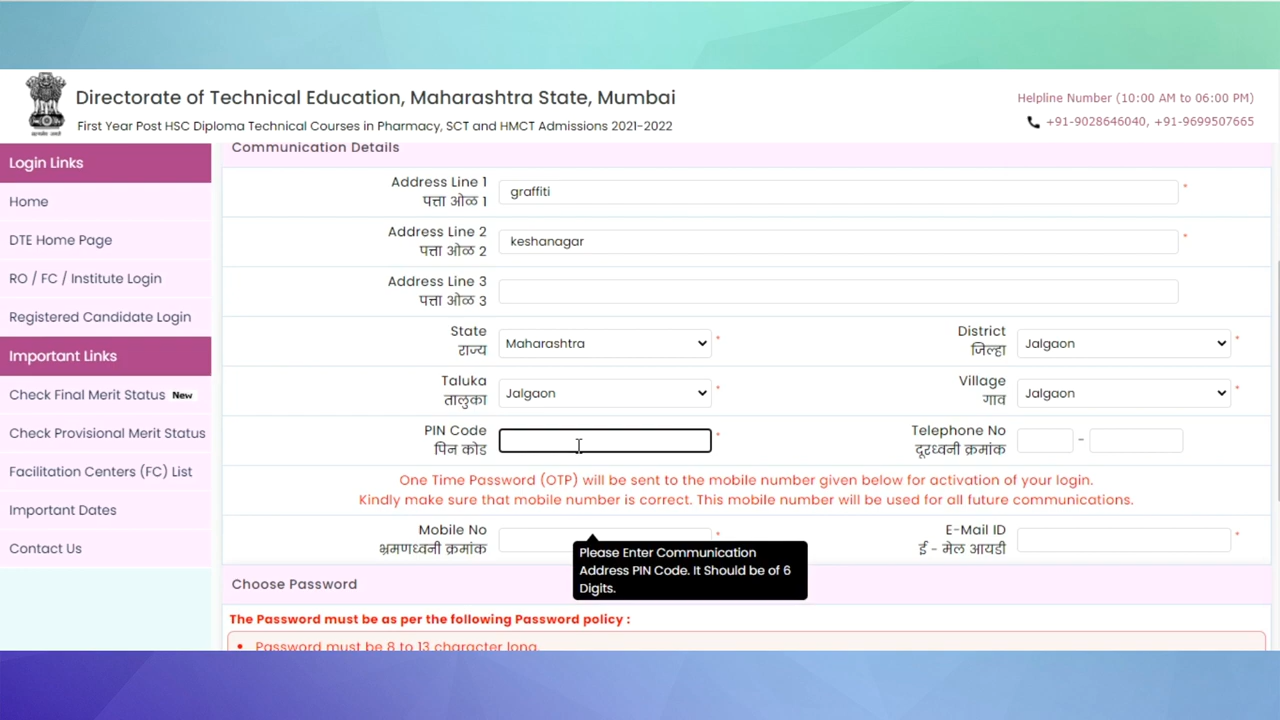 Directorate of Technical Education, Maharashtra State, Mumbai
First Year Post HSC Diploma Technical Courses in Pharmacy, SCT and HMCT Admissions 2021-2022
Helpline Number (10:00 AM to 06:00 PM)
+91-9028646040, +91-9699507665
Login Links
Home
DTE Home Page
RO / FC / Institute Login
Registered Candidate Login
Important Links
Check Final Merit Status New
Check Provisional Merit Status
Facilitation Centers (FC) List
Important Dates
Contact Us
Communication Details
Address Line 1
पत्ता ओळ 1
graffiti *
Address Line 2
पत्ता ओळ 2
keshanagar *
Address Line 3
पत्ता ओळ 3
State
राज्य
Maharashtra *
District
जिल्हा
Jalgaon *
Taluka
तालुका
Jalgaon *
Village
गाव
Jalgaon *
PIN Code
पिन कोड
*
Telephone No
दूरध्वनी क्रमांक
-
One Time Password (OTP) will be sent to the mobile number given below for activation of your login.
Kindly make sure that mobile number is correct. This mobile number will be used for all future communications.
Mobile No
भ्रमणध्वनी क्रमांक
*
E-Mail ID
ई - मेल आयडी
*
Please Enter Communication
Address PIN Code. It Should be of 6
Digits.
Choose Password
The Password must be as per the following Password policy :
• Password must be 8 to 13 character long.